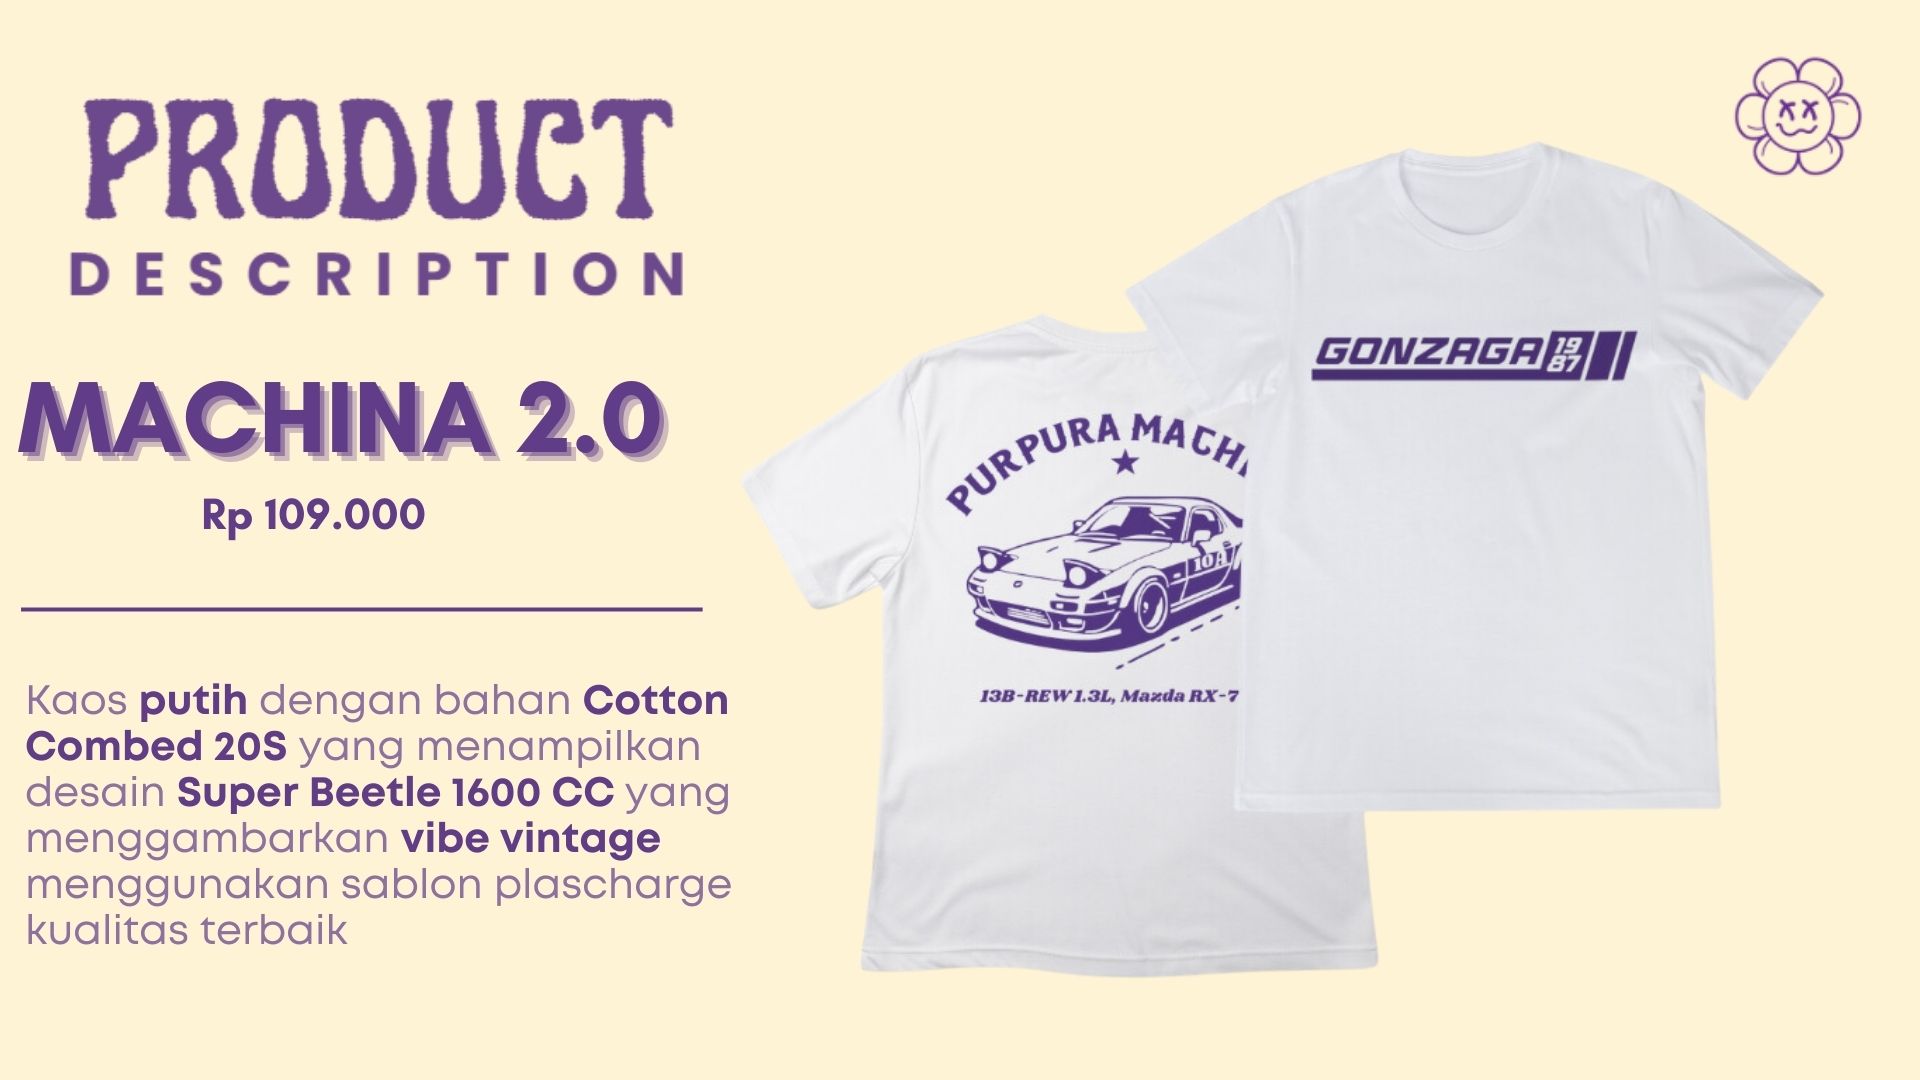 PRODUCT
DESCRIPTION
MACHINA 2.0
Rp 109.000
Kaos putih dengan bahan Cotton
Combed 20S yang menampilkan
desain Super Beetle 1600 CC yang
menggambarkan vibe vintage
menggunakan sablon plascharge
kualitas terbaik
PURPURA MACHI
10A
13B-REW 1.3L, Mazda RX-7
GONZAGA 19
87